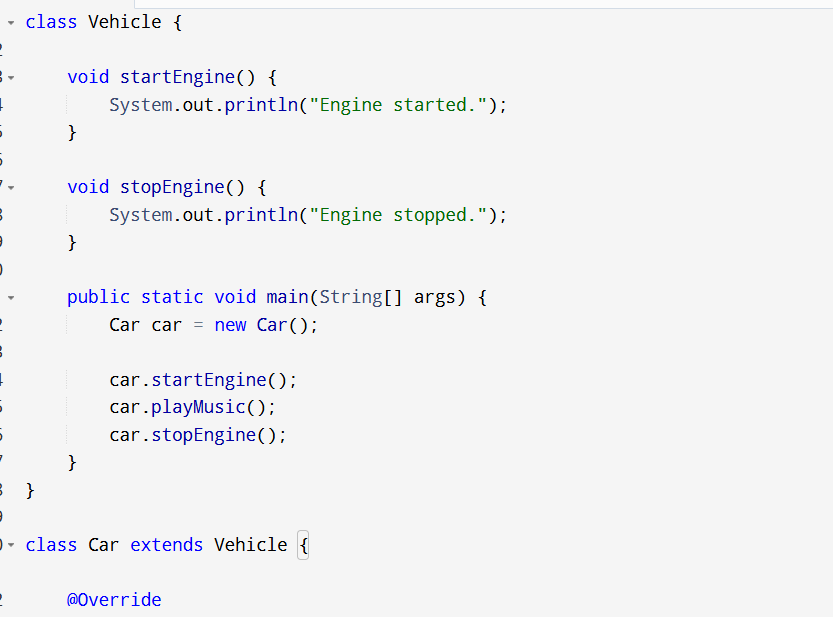 class Vehicle {
void startEngine() {
System.out.println("Engine started.");
}
void stopEngine() {
System.out.println("Engine stopped.");
}
public static void main(String[] args) {
Car car = new Car();
car.startEngine();
car.playMusic();
car.stopEngine();
}
}
class Car extends Vehicle {
@Override